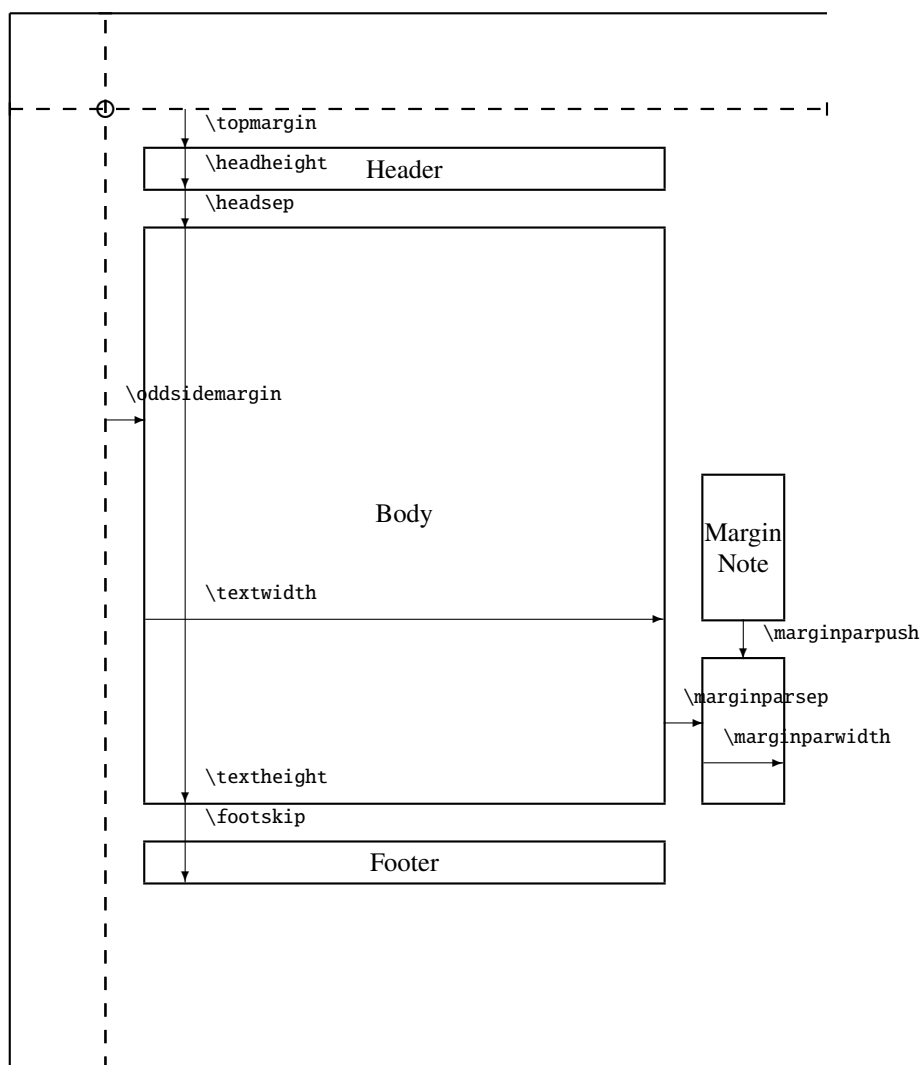 \topmargin
\headheight
Header
\headsep
\oddsidemargin
Body
Margin
Note
\textwidth
\marginparpush
\marginparsep
\marginparwidth
\textheight
\footskip
Footer